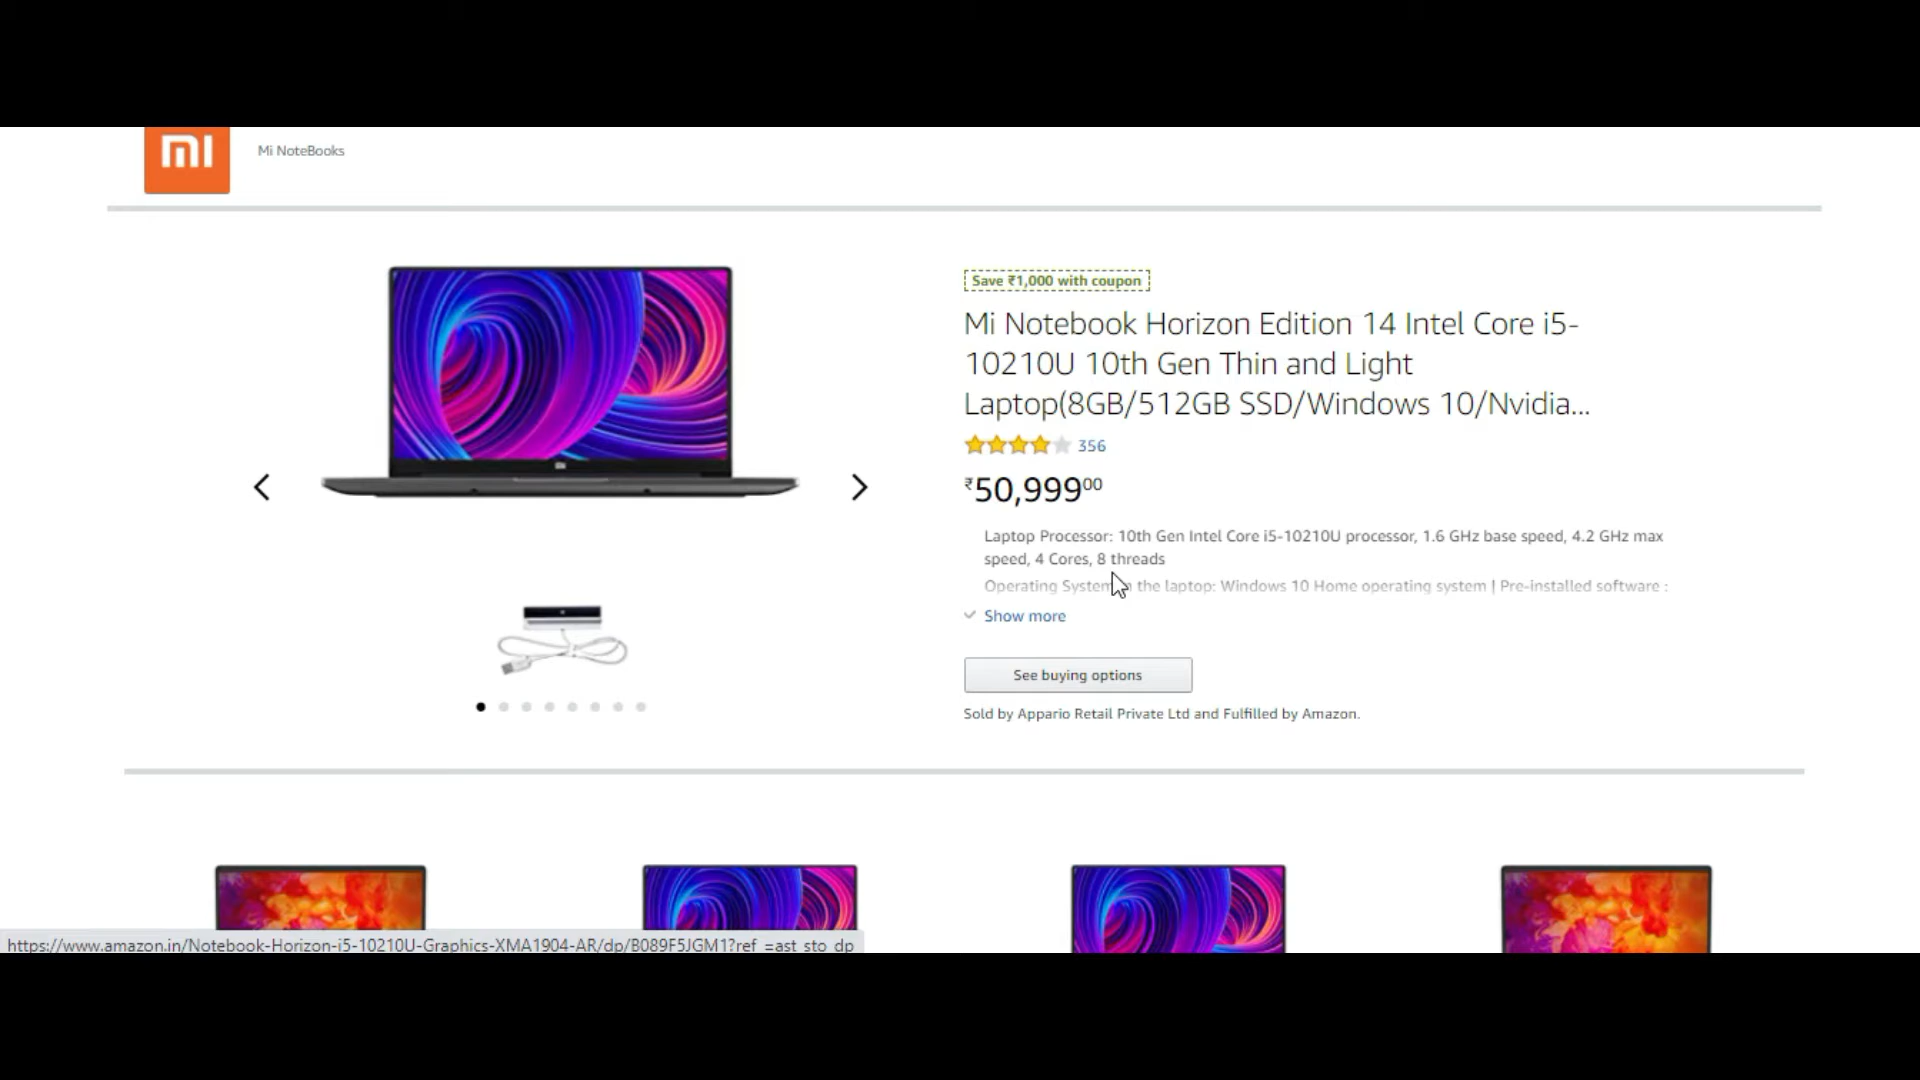 mi
Mi NoteBooks
Save ₹1,000 with coupon
Mi Notebook Horizon Edition 14 Intel Core i5-
10210U 10th Gen Thin and Light
Laptop(8GB/512GB SSD/Windows 10/Nvidia...
356
₹50,99900
Laptop Processor: 10th Gen Intel Core i5-10210U processor, 1.6 GHz base speed, 4.2 GHz max
speed, 4 Cores, 8 threads
Operating System the laptop: Windows 10 Home operating system | Pre-installed software :
Show more
See buying options
Sold by Appario Retail Private Ltd and Fulfilled by Amazon.
https://www.amazon.in/Notebook-Horizon-i5-10210U-Graphics-XMA1904-AR/dp/B089F5JGM1?ref_=ast_sto_dp